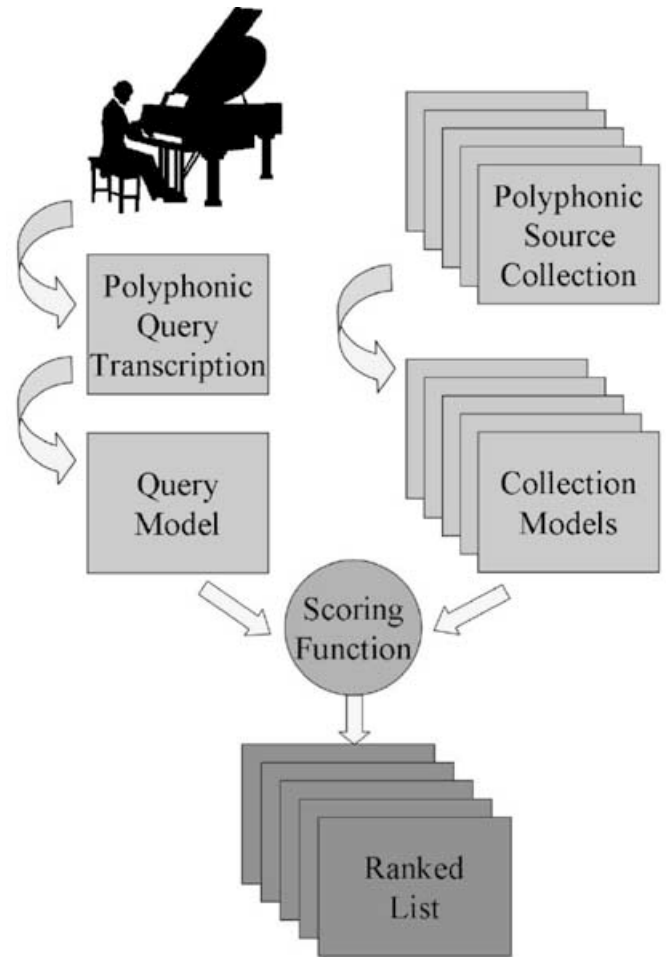 Polyphonic
Source
Collection
Polyphonic
Query
Transcription
Query
Model
Collection
Models
Scoring
Function
Ranked
List